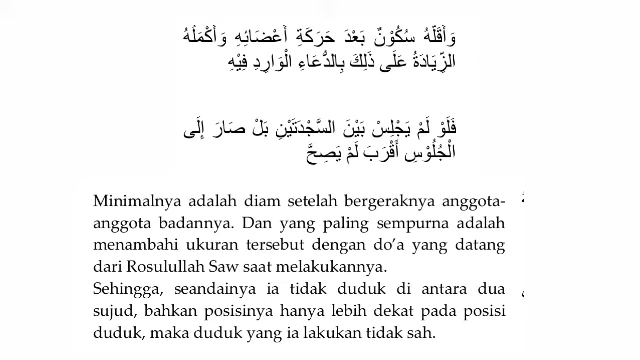 وَأَقَلُّهُ سُكُوْنٌ بَعْدَ حَرَكَةِ أَعْضَائِهِ وَأَكْمَلُهُ
الزِّيَادَةُ عَلَى ذَلِكَ بِالدُّعَاءِ الْوَارِدِ فِيْهِ
فَلَوْ لَمْ يَجْلِسْ بَيْنَ السَّجْدَتَيْنِ بَلْ صَارَ إِلَى
الْجُلُوْسِ أَقْرَبَ لَمْ يَصِحَّ
Minimalnya adalah diam setelah bergeraknya anggota-
anggota badannya. Dan yang paling sempurna adalah
menambahi ukuran tersebut dengan do’a yang datang
dari Rosulullah Saw saat melakukannya.
Sehingga, seandainya ia tidak duduk di antara dua
sujud, bahkan posisinya hanya lebih dekat pada posisi
duduk, maka duduk yang ia lakukan tidak sah.